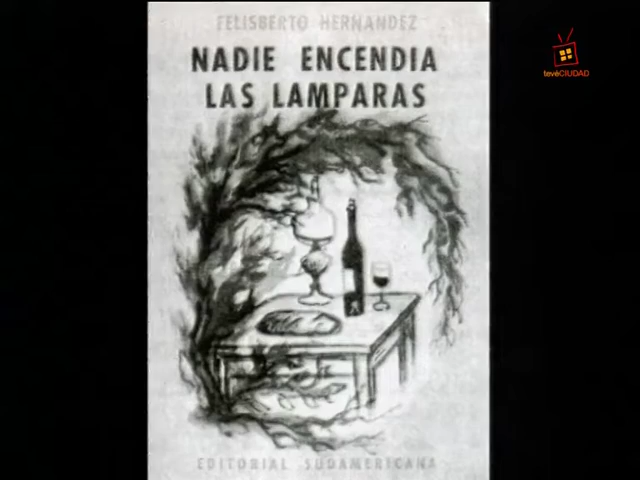 FELISBERTO HERNANDEZ
NADIE ENCENDIA
LAS LAMPARAS
EDITORIAL SUDAMERICANA
tevéCIUDAD